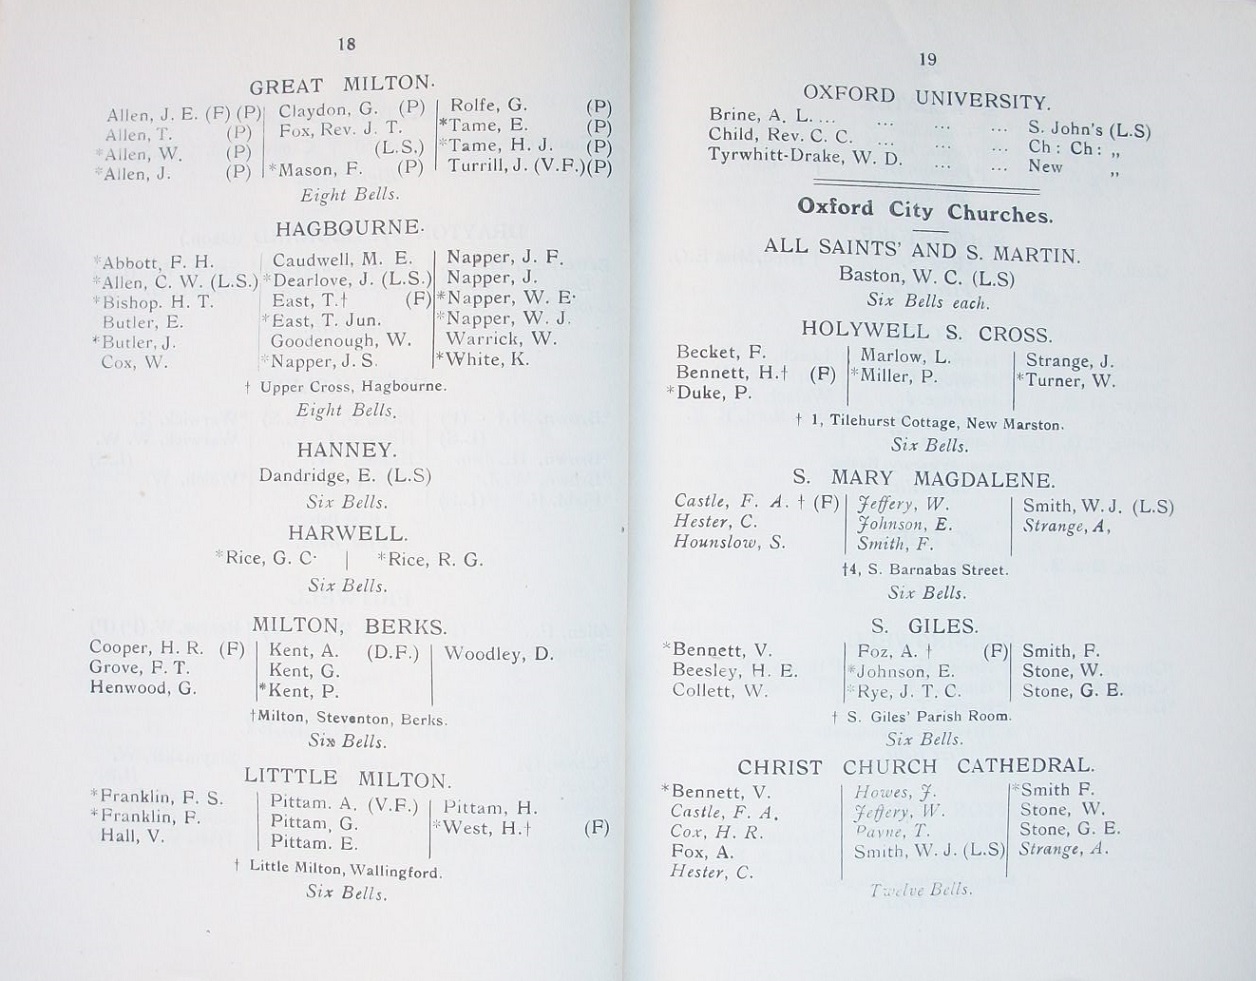 18
GREAT MILTON.
Allen, J. E. (F) (P) | Claydon, G. (P) | Rolfe, G. (P)
Allen, T. (P) | Fox, Rev. J. T. | *Tame, E. (P)
*Allen, W. (P) | (L.S.) | *Tame, H. J. (P)
*Allen, J. (P) | *Mason, F. (P) | Turrill, J. (V.F.)(P)
Eight Bells.
HAGBOURNE.
*Abbott, F. H. | Caudwell, M. E. | Napper, J. F.
*Allen, C. W. (L.S.) | *Dearlove, J. (L.S.) | Napper, J.
*Bishop. H. T. | East, T.† (F) | *Napper, W. E.
Butler, E. | *East, T. Jun. | *Napper, W. J.
*Butler, J. | Goodenough, W. | Warrick, W.
Cox, W. | *Napper, J. S. | *White, K.
† Upper Cross, Hagbourne.
Eight Bells.
HANNEY.
Dandridge, E. (L.S)
Six Bells.
HARWELL.
*Rice, G. C. | *Rice, R. G.
Six Bells.
MILTON, BERKS.
Cooper, H. R. (F) | Kent, A. (D.F.) | Woodley, D.
Grove, F. T. | Kent, G.
Henwood, G. | *Kent, P.
†Milton, Steventon, Berks.
Six Bells.
LITTTLE MILTON.
*Franklin, F. S. | Pittam. A. (V.F.) | Pittam, H.
*Franklin, F. | Pittam, G. | *West, H.† (F)
Hall, V. | Pittam. E.
† Little Milton, Wallingford.
Six Bells.
19
OXFORD UNIVERSITY.
Brine, A. L. ... ... ... ... S. John's (L.S)
Child, Rev. C. C. ... ... ... Ch : Ch : „
Tyrwhitt-Drake, W. D. ... ... New „
Oxford City Churches.
ALL SAINTS' AND S. MARTIN.
Baston, W. C. (L.S)
Six Bells each.
HOLYWELL S. CROSS.
Becket, F. | Marlow, L. | Strange, J.
Bennett, H.† (F) | *Miller, P. | *Turner, W.
*Duke, P.
† 1, Tilehurst Cottage, New Marston.
Six Bells.
S. MARY MAGDALENE.
Castle, F. A. † (F) | Jeffery, W. | Smith, W. J. (L.S)
Hester, C. | Johnson, E. | Strange, A,
Hounslow, S. | Smith, F.
†4, S. Barnabas Street.
Six Bells.
S. GILES.
*Bennett, V. | Foz, A. † (F) | Smith, F.
Beesley, H. E. | *Johnson, E. | Stone, W.
Collett, W. | *Rye, J. T. C. | Stone, G. E.
† S. Giles' Parish Room.
Six Bells.
CHRIST CHURCH CATHEDRAL.
*Bennett, V. | Howes, J. | *Smith F.
Castle, F. A. | Jeffery, W. | Stone, W.
Cox, H. R. | Payne, T. | Stone, G. E.
Fox, A. | Smith, W. J. (L.S) | Strange, A.
Hester, C.
Twelve Bells.